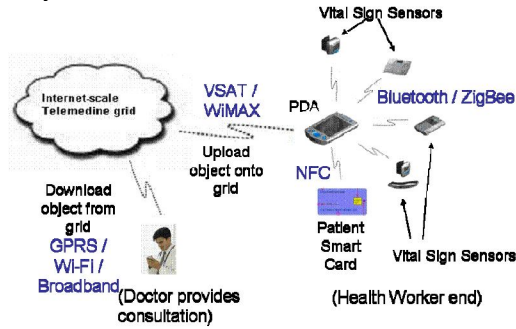 Vital Sign Sensors
Internet-scale
Telemedine grid
VSAT /
WiMAX
PDA
Bluetooth / ZigBee
Upload
object onto
grid
NFC
Download
object from
grid
GPRS /
Wi-Fi /
Broadband
Patient
Smart
Card
Vital Sign Sensors
(Doctor provides
consultation)
(Health Worker end)